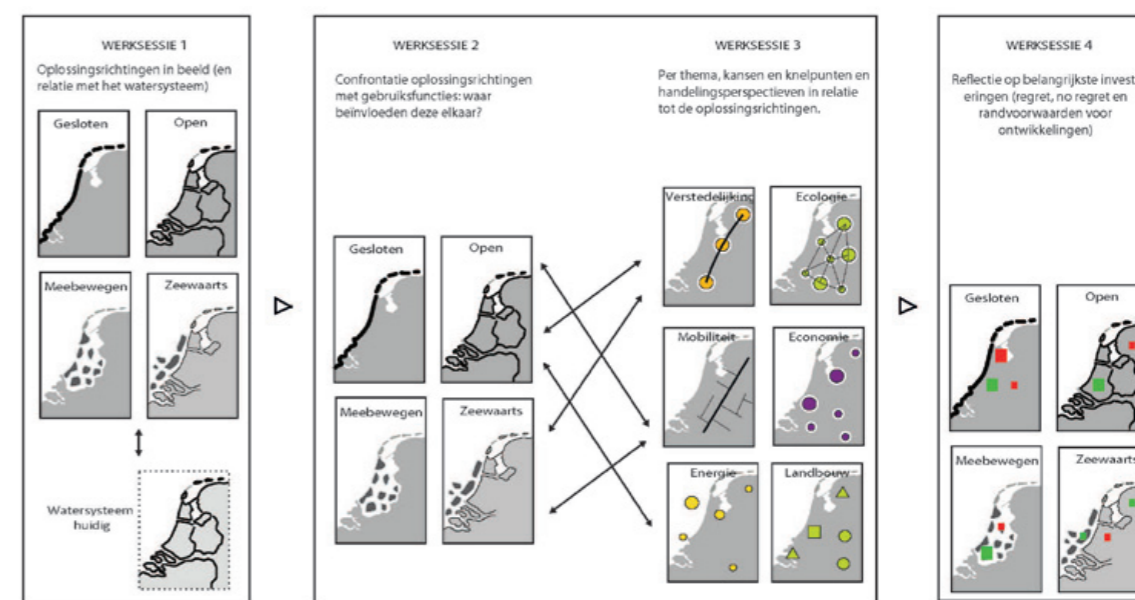 WERKSESSIE 1
Oplossingsrichtingen in beeld (en
relatie met het watersysteem)
Gesloten
Open
Meebewegen
Zeewaarts
Watersysteem
huidig
WERKSESSIE 2
Confrontatie oplossingsrichtingen
met gebruiksfuncties: waar
beïnvloeden deze elkaar?
Gesloten
Open
Meebewegen
Zeewaarts
WERKSESSIE 3
Per thema, kansen en knelpunten en
handelingsperspectieven in relatie
tot de oplossingsrichtingen.
Verstedelijking
Ecologie
Mobiliteit
Economie
Energie
Landbouw
WERKSESSIE 4
Reflectie op belangrijkste invest
eringen (regret, no regret en
randvoorwaarden voor
ontwikkelingen)
Gesloten
Open
Meebewegen
Zeewaarts